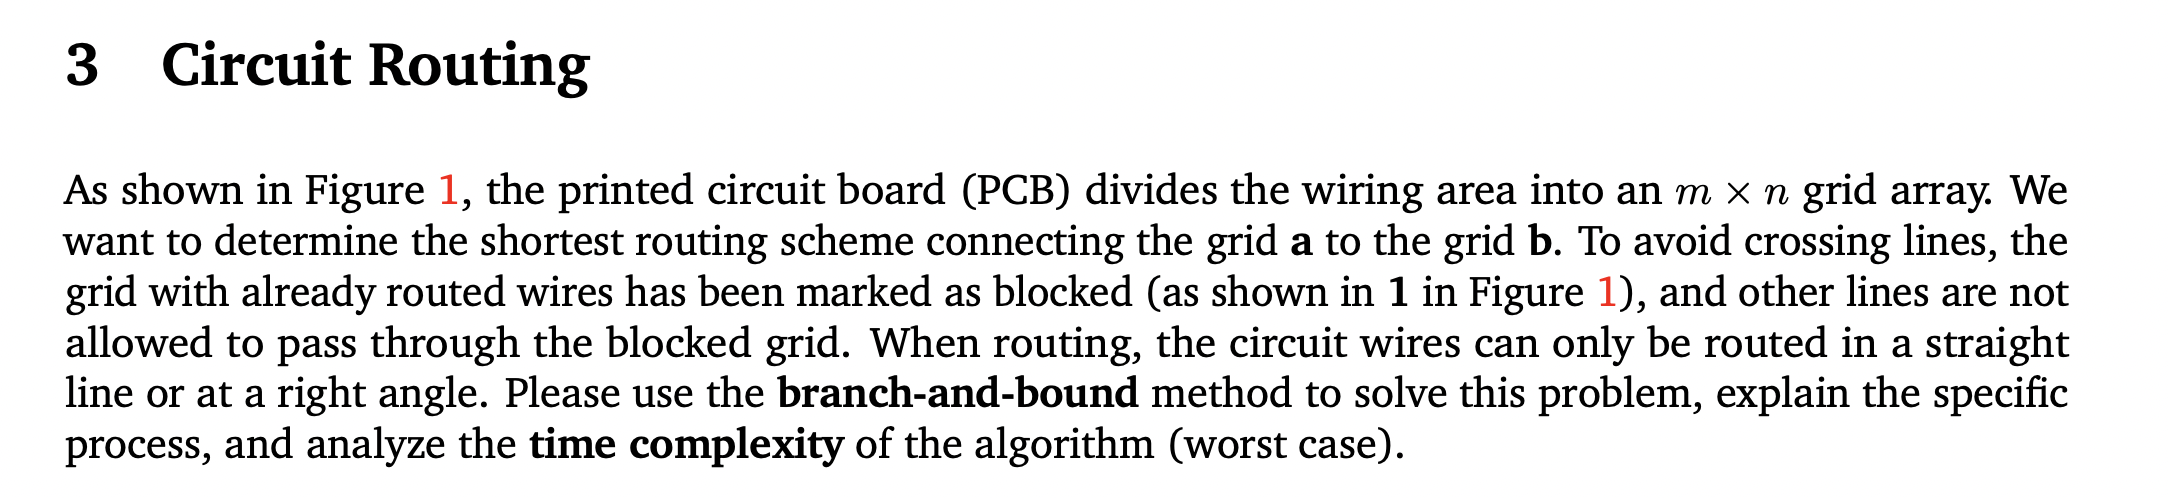 3 Circuit Routing
As shown in Figure 1, the printed circuit board (PCB) divides the wiring area into an m × n grid array. We
want to determine the shortest routing scheme connecting the grid a to the grid b. To avoid crossing lines, the
grid with already routed wires has been marked as blocked (as shown in 1 in Figure 1), and other lines are not
allowed to pass through the blocked grid. When routing, the circuit wires can only be routed in a straight
line or at a right angle. Please use the branch-and-bound method to solve this problem, explain the specific
process, and analyze the time complexity of the algorithm (worst case).